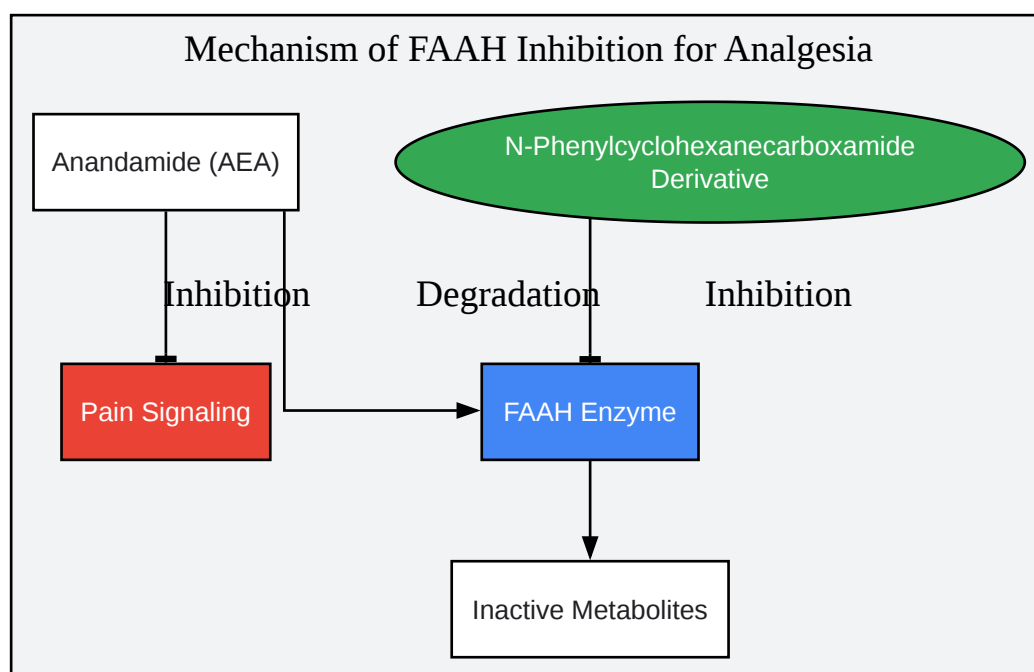 Mechanism of FAAH Inhibition for Analgesia
Anandamide (AEA)
N-Phenylcyclohexanecarboxamide
Derivative
Inhibition
Degradation
Inhibition
Pain Signaling
FAAH Enzyme
Inactive Metabolites